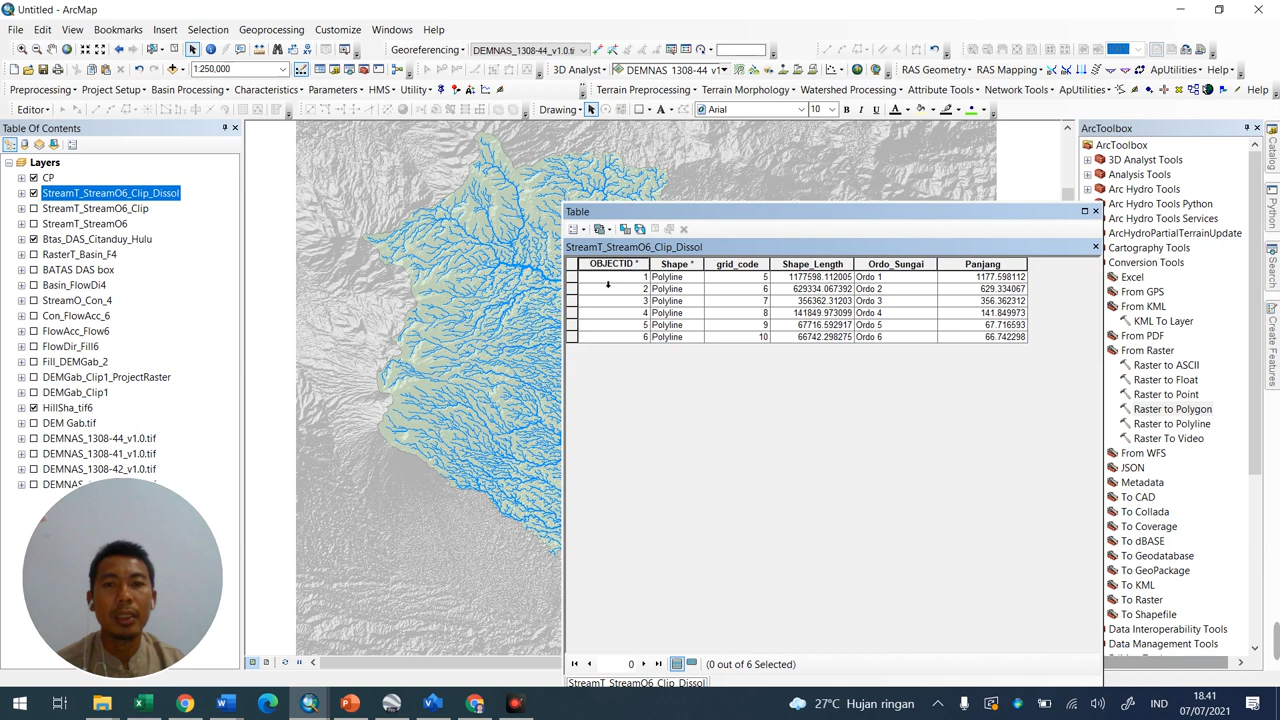 Untitled - ArcMap
File Edit View Bookmarks Insert Selection Geoprocessing Customize Windows Help
Georeferencing DEMNAS_1308-44_v1.0.ti
1:250,000 3D Analyst DEMNAS 1308-44 v1 RAS Geometry RAS Mapping ApUtilities Help
Preprocessing Project Setup Basin Processing Characteristics Parameters HMS Utility Terrain Preprocessing Terrain Morphology Watershed Processing Attribute Tools Network Tools ApUtilities Help
Editor Drawing A Arial 10 B I U A
Table Of Contents
Layers
CP
StreamT_StreamO6_Clip_Dissol
StreamT_StreamO6_Clip
StreamT_StreamO6
Btas_DAS_Citanduy_Hulu
RasterT_Basin_F4
BATAS DAS box
Basin_FlowDi4
StreamO_Con_4
Con_FlowAcc_6
FlowAcc_Flow6
FlowDir_Fill6
Fill_DEMGab_2
DEMGab_Clip1_ProjectRaster
DEMGab_Clip1
HillSha_tif6
DEM Gab.tif
DEMNAS_1308-44_v1.0.tif
DEMNAS_1308-41_v1.0.tif
DEMNAS_1308-42_v1.0.tif
Table
StreamT_StreamO6_Clip_Dissol
OBJECTID * Shape * grid_code Shape_Length Ordo_Sungai Panjang
1 Polyline 5 1177598.112005 Ordo 1 1177.598112
2 Polyline 6 629334.067392 Ordo 2 629.334067
3 Polyline 7 356362.31203 Ordo 3 356.362312
4 Polyline 8 141849.973099 Ordo 4 141.849973
5 Polyline 9 67716.592917 Ordo 5 67.716593
6 Polyline 10 66742.298275 Ordo 6 66.742298
0 (0 out of 6 Selected)
StreamT_StreamO6_Clip_Dissol
ArcToolbox
ArcToolbox
3D Analyst Tools
Analysis Tools
Arc Hydro Tools
Arc Hydro Tools Python
Arc Hydro Tools Services
ArcHydroPartialTerrainUpdat
Cartography Tools
Conversion Tools
Excel
From GPS
From KML
KML To Layer
From PDF
From Raster
Raster to ASCII
Raster to Float
Raster to Point
Raster to Polygon
Raster to Polyline
Raster To Video
From WFS
JSON
Metadata
To CAD
To Collada
To Coverage
To dBASE
To Geodatabase
To GeoPackage
To KML
To Raster
To Shapefile
Data Interoperability Tools
Data Management Tools
Catalog
Search
Create Features
27°C Hujan ringan IND 18.41
07/07/2021